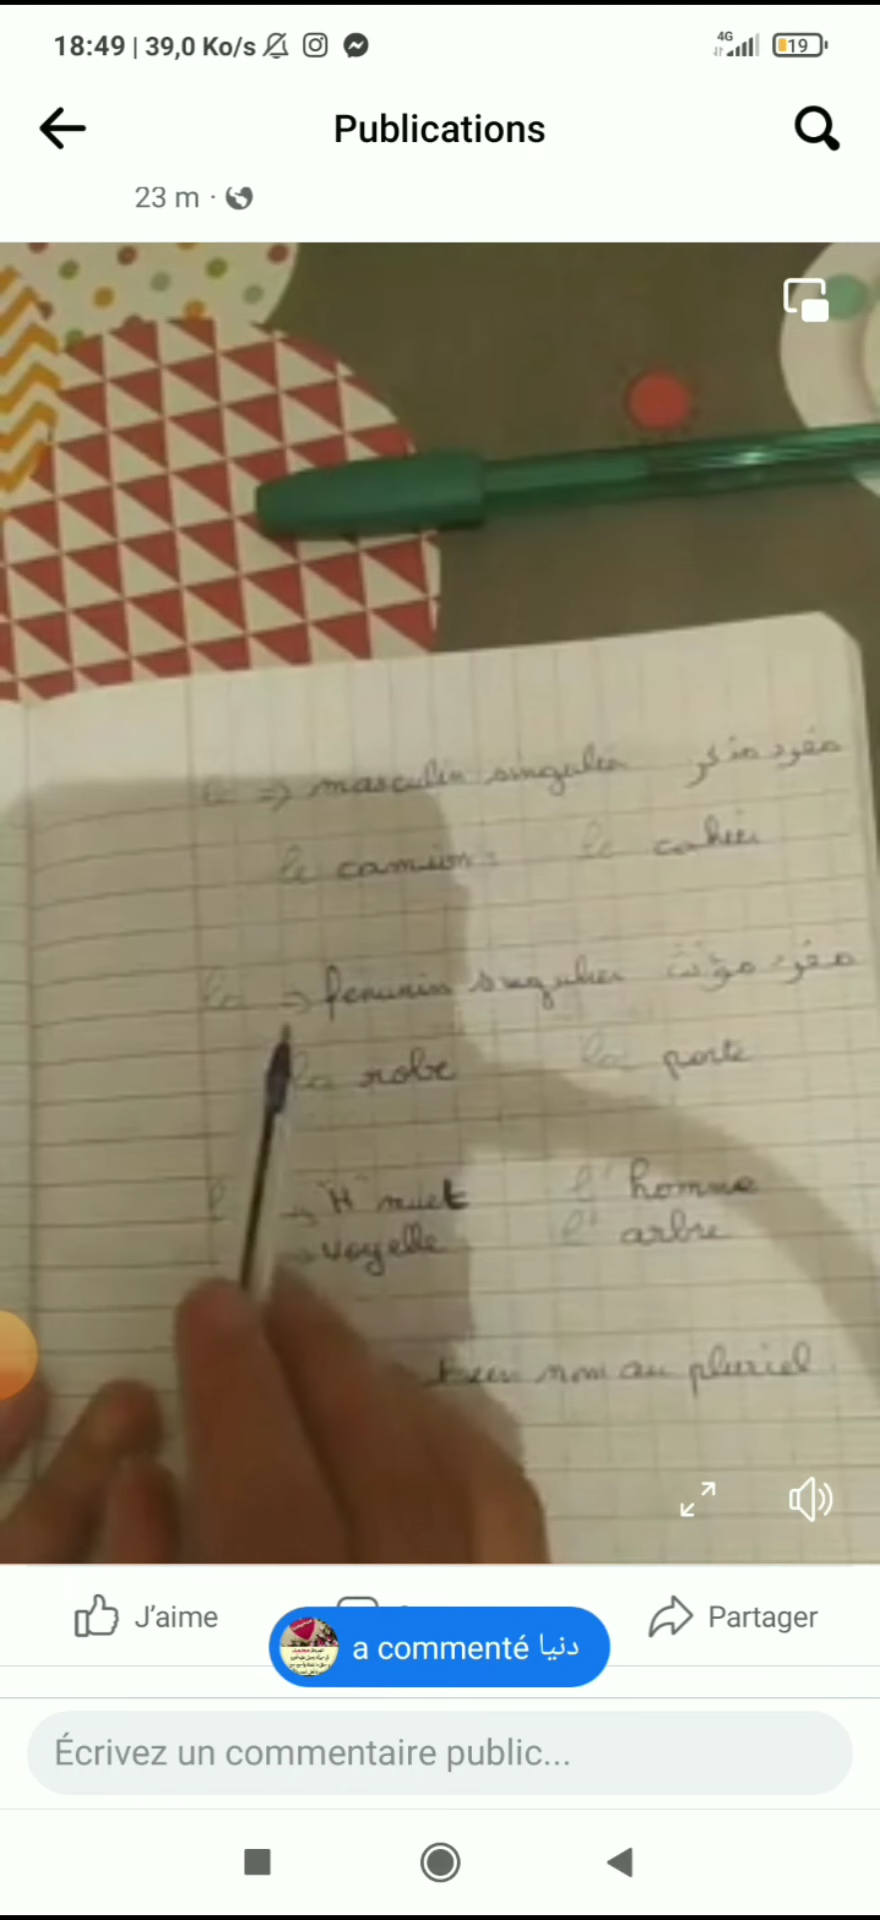 18:49 | 39,0 Ko/s
4G
19
Publications
23 m
le => masculin singulier مفرد مذكر
le camion le cahier
la => feminin singulier مفرد مؤنث
la robe la porte
l' "H" muet l' homme
voyelle l' arbre
nom au pluriel
J'aime
Partager
a commenté دنيا
Écrivez un commentaire public...